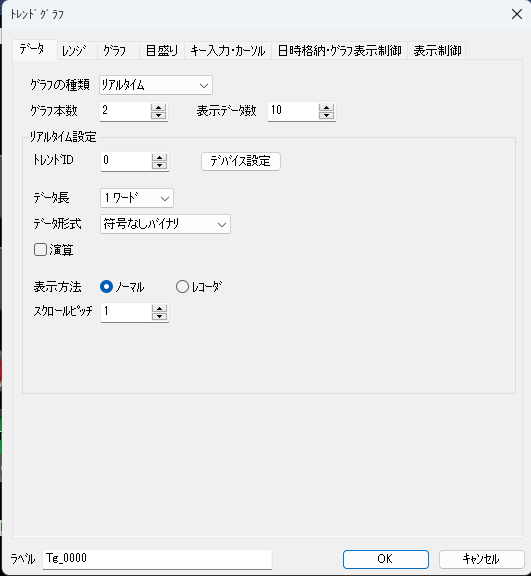 トレンドグラフ
データ レンジ グラフ 目盛り キー入力・カーソル 日時格納・グラフ表示制御 表示制御
グラフの種類 リアルタイム
グラフ本数 2 表示データ数 10
リアルタイム設定
トレンドID 0 デバイス設定
データ長 1ワード
データ形式 符号なしバイナリ
演算
表示方法 ノーマル レコーダ
スクロールピッチ 1
ラベル Tg_0000 OK キャンセル